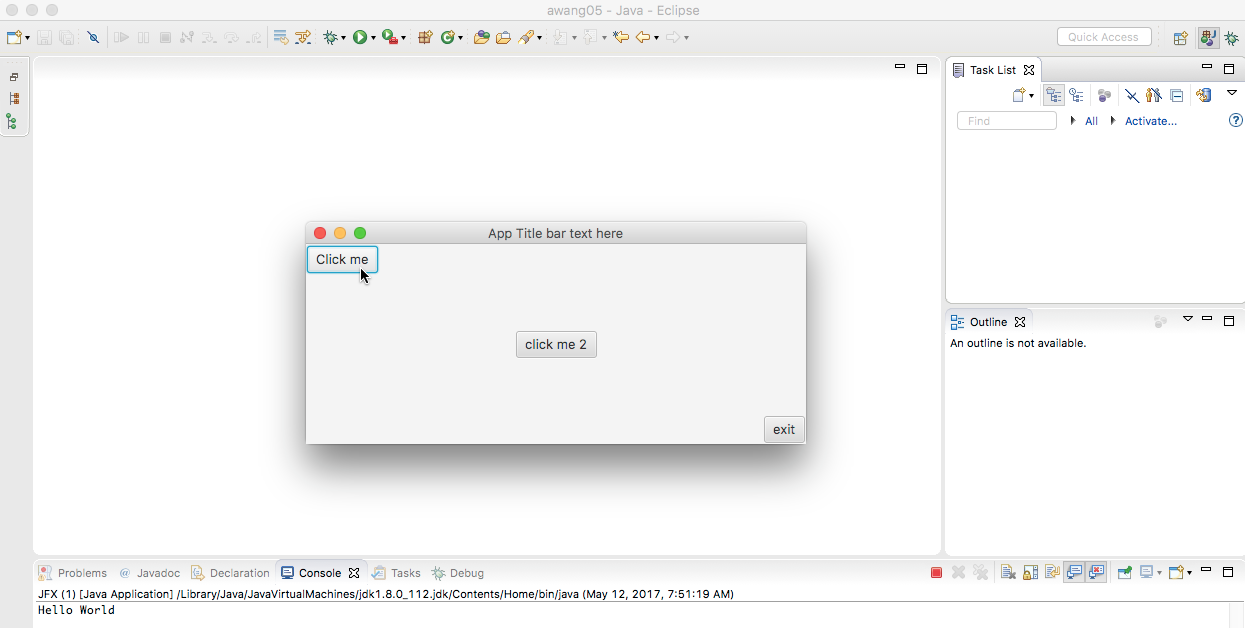 awang05 - Java - Eclipse
Quick Access
Task List
Find
All
Activate...
App Title bar text here
Click me
click me 2
exit
Outline
An outline is not available.
Problems
@ Javadoc
Declaration
Console
Tasks
Debug
JFX (1) [Java Application] /Library/Java/JavaVirtualMachines/jdk1.8.0_112.jdk/Contents/Home/bin/java (May 12, 2017, 7:51:19 AM)
Hello World